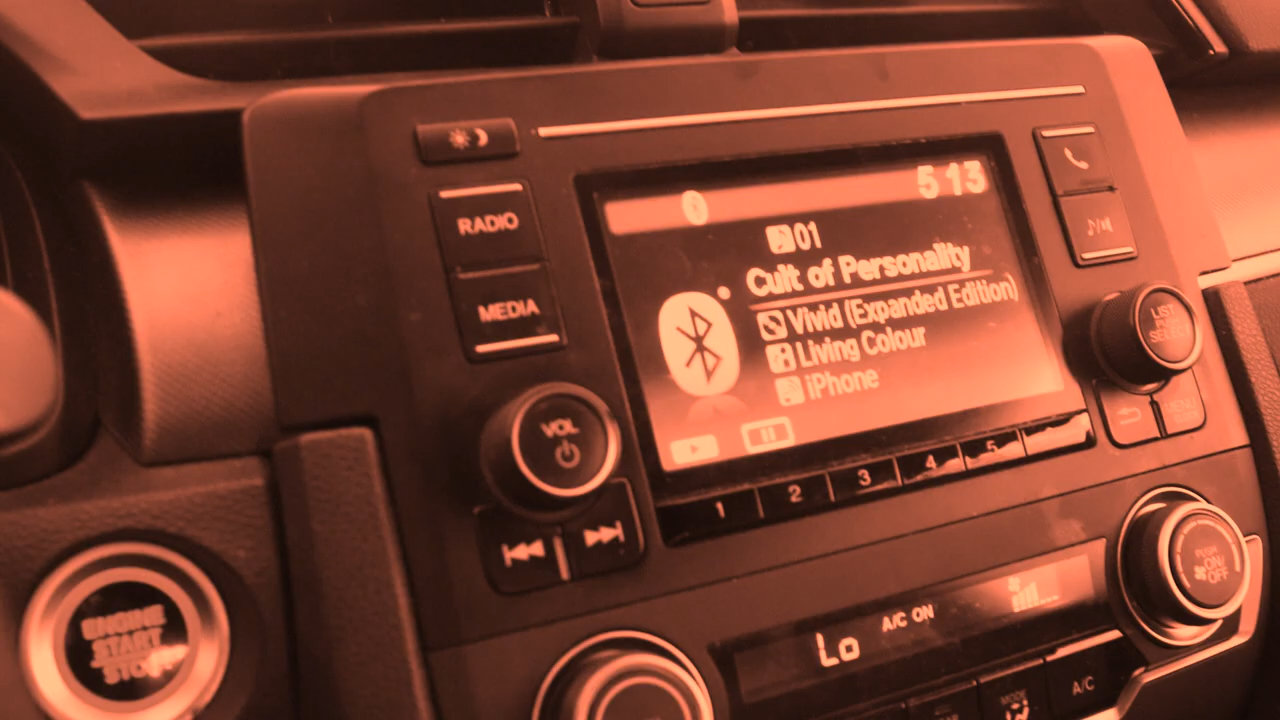 5:13
01
Cult of Personality
Vivid (Expanded Edition)
Living Colour
iPhone
RADIO
MEDIA
VOL
LIST
MENU
1 2 3 4 5
ENGINE
START
STOP
Lo
A/C ON
PUSH
ON/
OFF
MODE
A/C